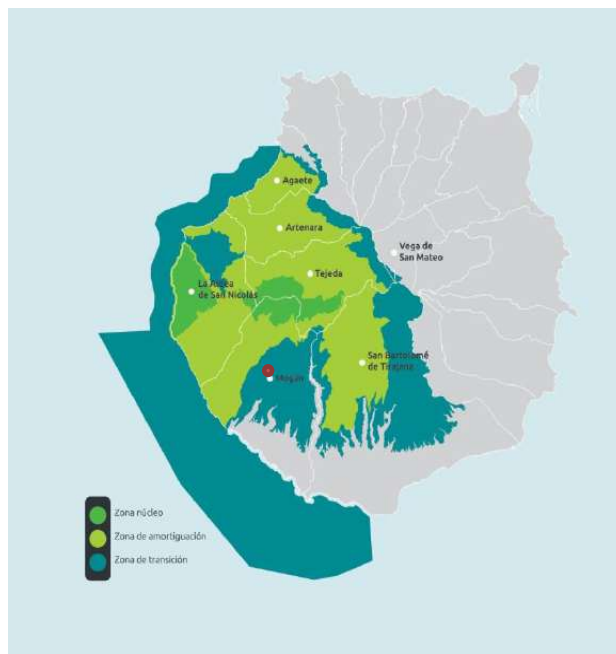 Agaete
Artenara
Vega de
San Mateo
Tejeda
La Aldea
de San Nicolás
San Bartolomé
de Tirajana
Mogán
Zona núcleo
Zona de amortiguación
Zona de transición